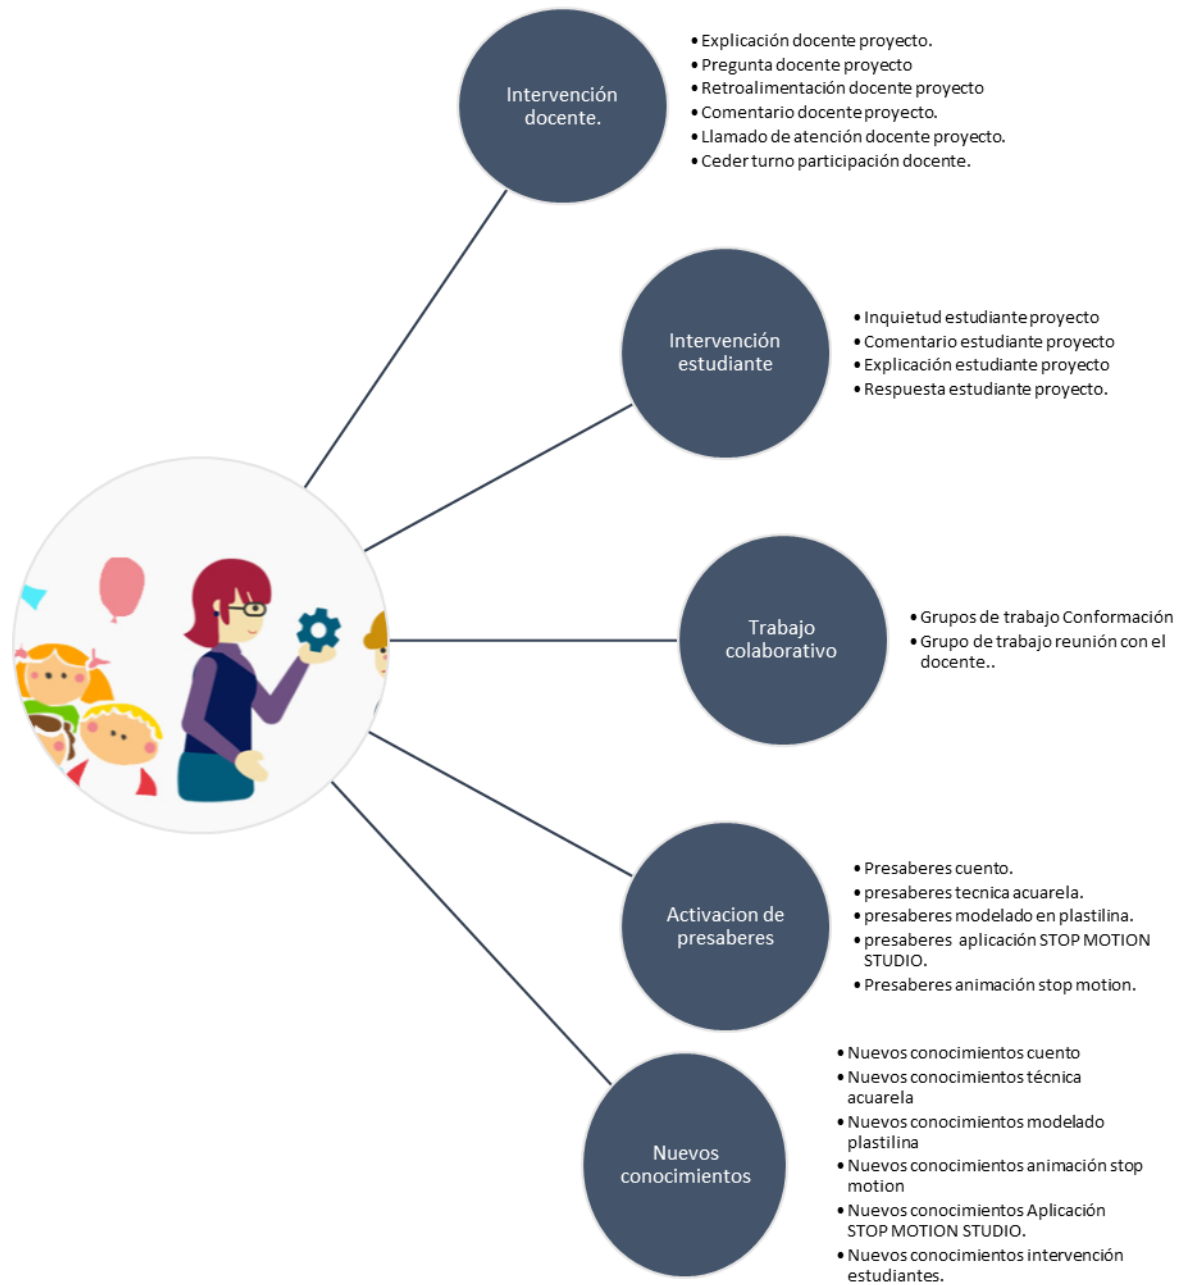 Intervención
docente.
• Explicación docente proyecto.
• Pregunta docente proyecto
• Retroalimentación docente proyecto
• Comentario docente proyecto.
• Llamado de atención docente proyecto.
• Ceder turno participación docente.
Intervención
estudiante
• Inquietud estudiante proyecto
• Comentario estudiante proyecto
• Explicación estudiante proyecto
• Respuesta estudiante proyecto.
Trabajo
colaborativo
• Grupos de trabajo Conformación
• Grupo de trabajo reunión con el
docente..
Activacion de
presaberes
• Presaberes cuento.
• presaberes tecnica acuarela.
• presaberes modelado en plastilina.
• presaberes aplicación STOP MOTION
STUDIO.
• Presaberes animación stop motion.
Nuevos
conocimientos
• Nuevos conocimientos cuento
• Nuevos conocimientos técnica
acuarela
• Nuevos conocimientos modelado
plastilina
• Nuevos conocimientos animación stop
motion
• Nuevos conocimientos Aplicación
STOP MOTION STUDIO.
• Nuevos conocimientos intervención
estudiantes.